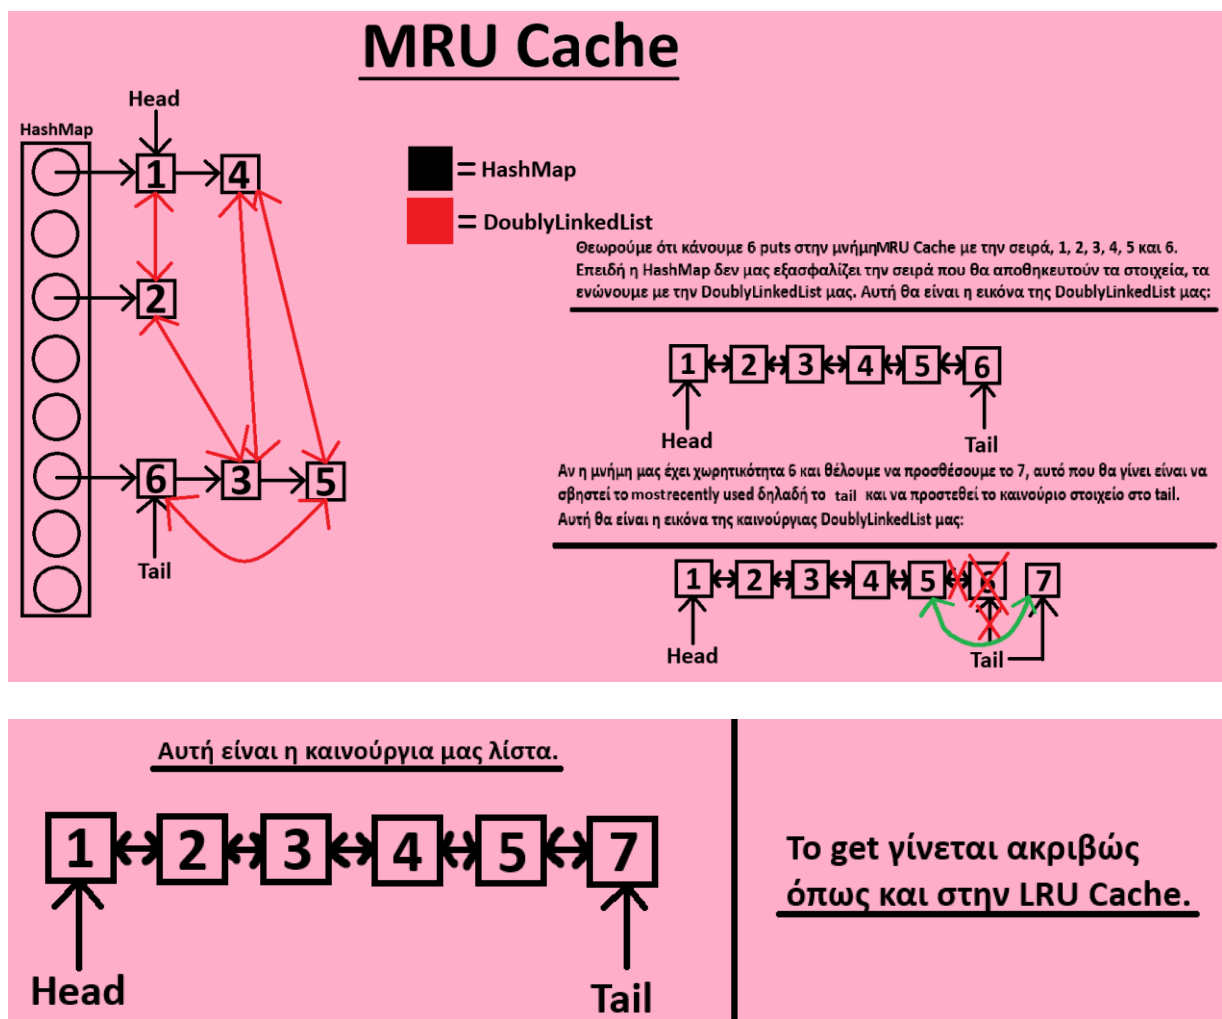 MRU Cache
Head
HashMap
1 4
2
6 3 5
Tail
= HashMap
= DoublyLinkedList
Θεωρούμε ότι κάνουμε 6 puts στην μνήμηMRU Cache με την σειρά, 1, 2, 3, 4, 5 και 6.
Επειδή η HashMap δεν μας εξασφαλίζει την σειρά που θα αποθηκευτούν τα στοιχεία, τα
ενώνουμε με την DoublyLinkedList μας. Αυτή θα είναι η εικόνα της DoublyLinkedList μας:
1 2 3 4 5 6
Head Tail
Αν η μνήμη μας έχει χωρητικότητα 6 και θέλουμε να προσθέσουμε το 7, αυτό που θα γίνει είναι να
σβηστεί το mostrecently used δηλαδή το tail και να προστεθεί το καινούριο στοιχείο στο tail.
Αυτή θα είναι η εικόνα της καινούργιας DoublyLinkedList μας:
1 2 3 4 5 6 7
Head Tail
Αυτή είναι η καινούργια μας λίστα.
1 2 3 4 5 7
Head Tail
Το get γίνεται ακριβώς
όπως και στην LRU Cache.